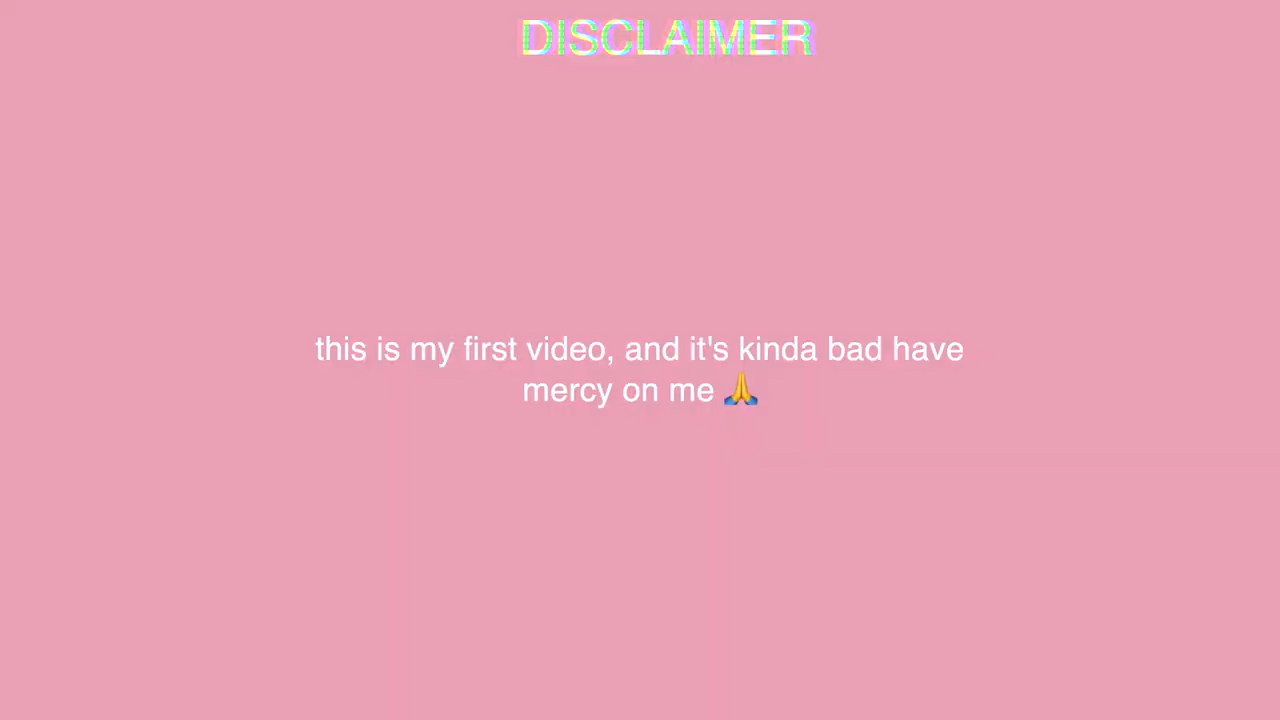 DISCLAIMER
this is my first video, and it's kinda bad have
mercy on me 🙏